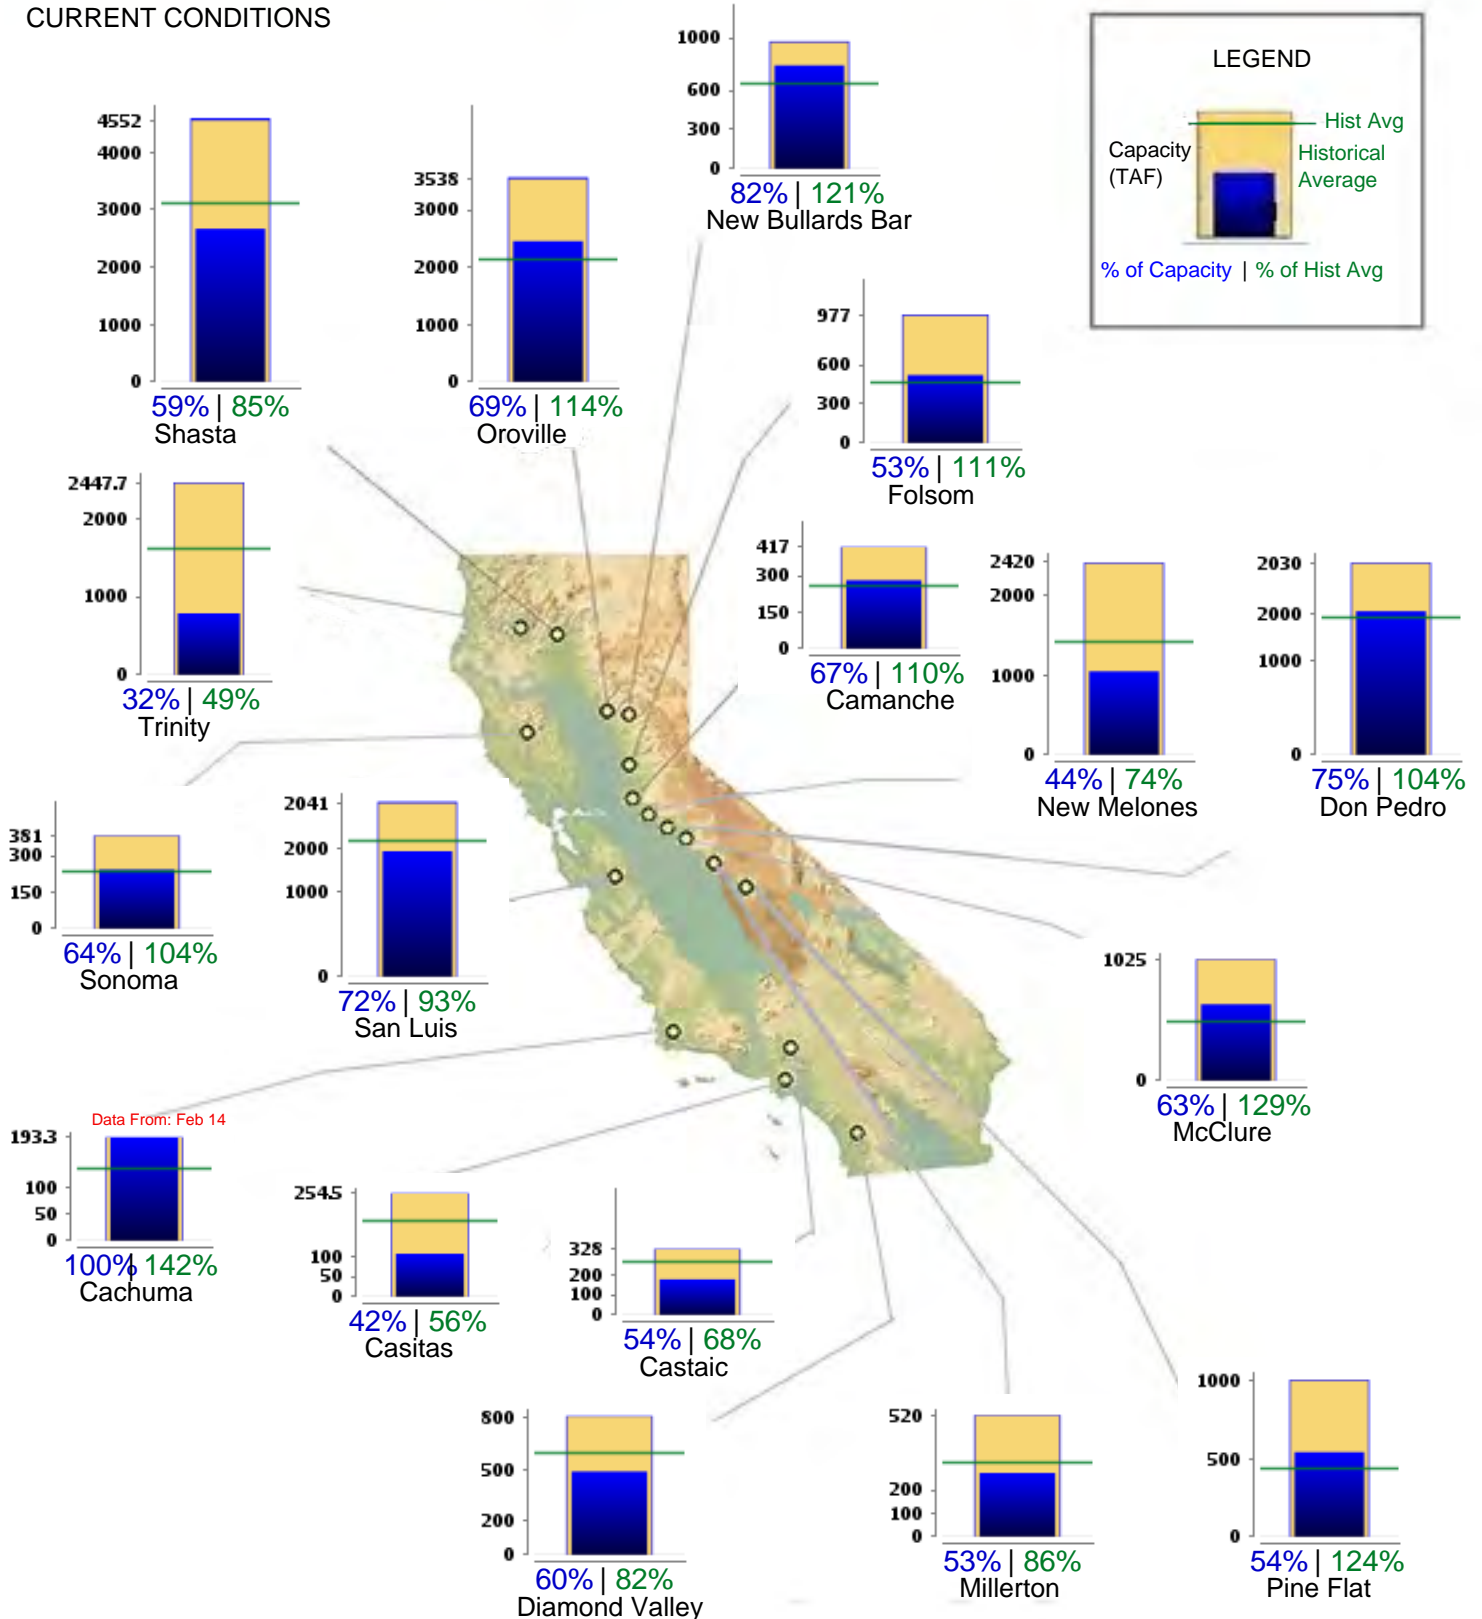 CURRENT CONDITIONS
1000
600
300
0
82% | 121%
New Bullards Bar
LEGEND
Hist Avg
Capacity
(TAF)
Historical
Average
% of Capacity | % of Hist Avg
4552
4000
3000
2000
1000
0
59% | 85%
Shasta
3538
3000
2000
1000
0
69% | 114%
Oroville
977
600
300
0
53% | 111%
Folsom
2447.7
2000
1000
0
32% | 49%
Trinity
417
300
150
0
67% | 110%
Camanche
2420
2000
1000
0
44% | 74%
New Melones
2030
2000
1000
0
75% | 104%
Don Pedro
381
300
150
0
64% | 104%
Sonoma
2041
2000
1000
0
72% | 93%
San Luis
1025
0
63% | 129%
McClure
Data From: Feb 14
193.3
100
50
0
100% | 142%
Cachuma
254.5
100
50
0
42% | 56%
Casitas
328
200
100
0
54% | 68%
Castaic
800
500
200
0
60% | 82%
Diamond Valley
520
200
100
0
53% | 86%
Millerton
1000
500
0
54% | 124%
Pine Flat